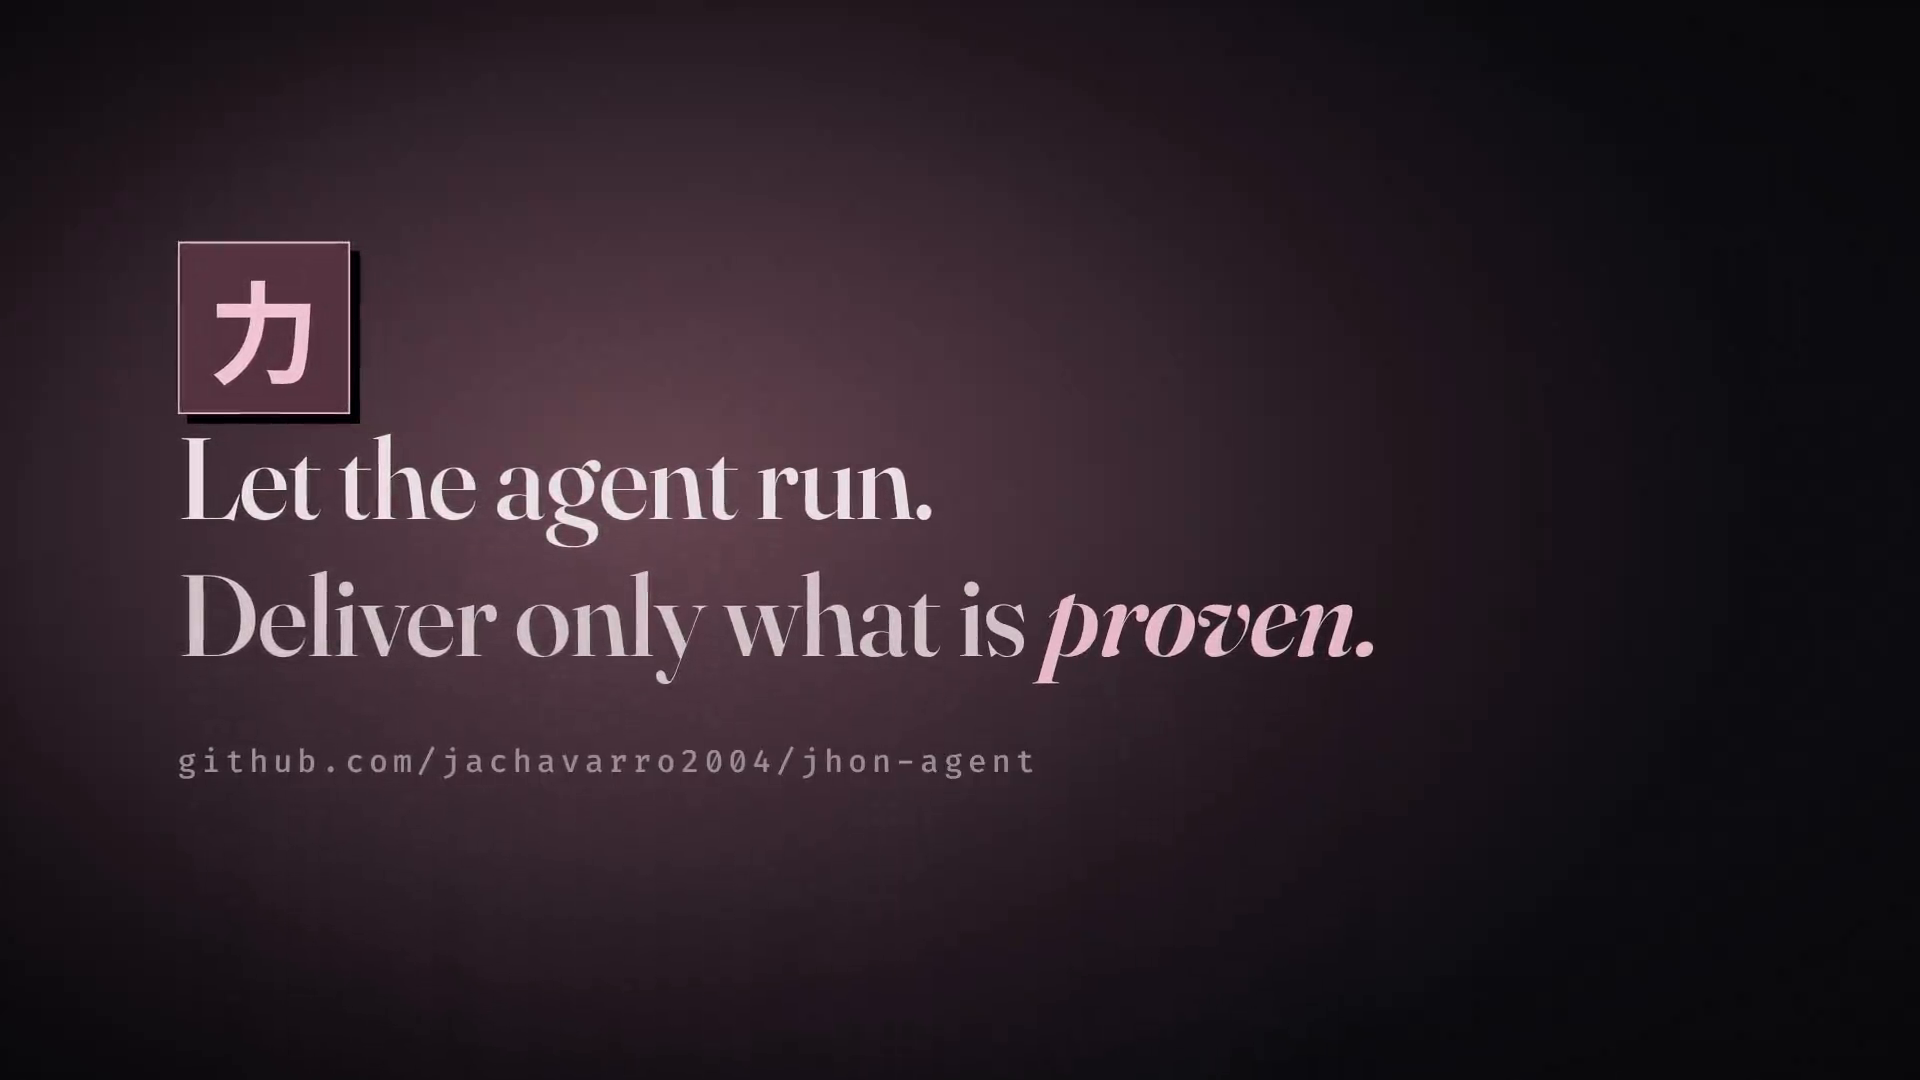 力
Let the agent run.
Deliver only what is proven.
github.com/jachavarro2004/jhon-agent